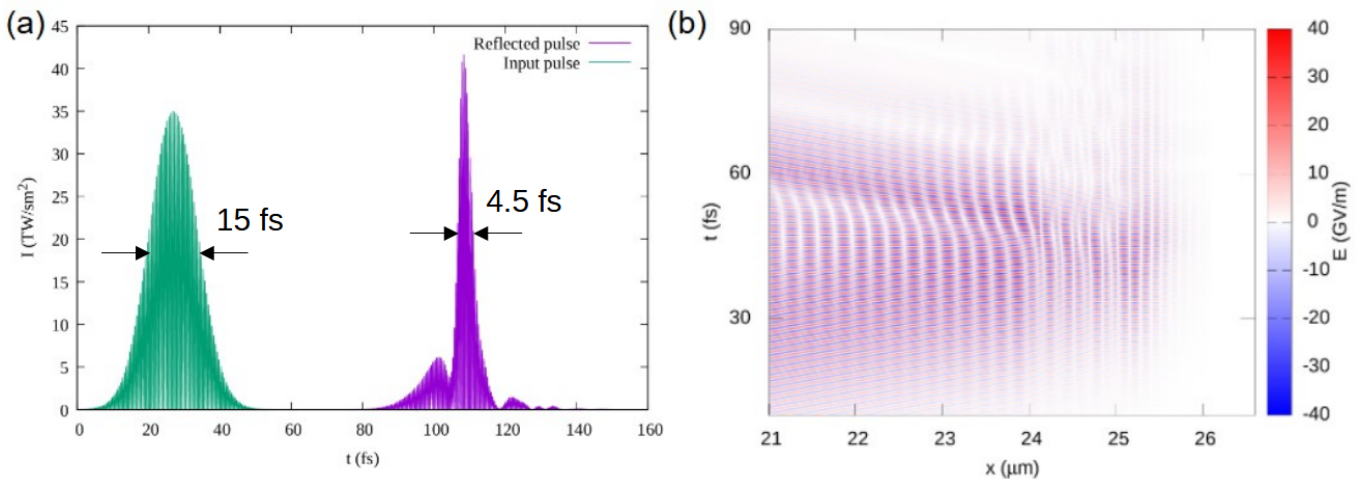 (a)
45
40
35
30
25
20
15
10
5
0
I (TW/sm²)
Reflected pulse
Input pulse
15 fs
4.5 fs
0 20 40 60 80 100 120 140 160
t (fs)
(b)
90
60
30
t (fs)
21 22 23 24 25 26
x (μm)
40
30
20
10
0
-10
-20
-30
-40
E (GV/m)